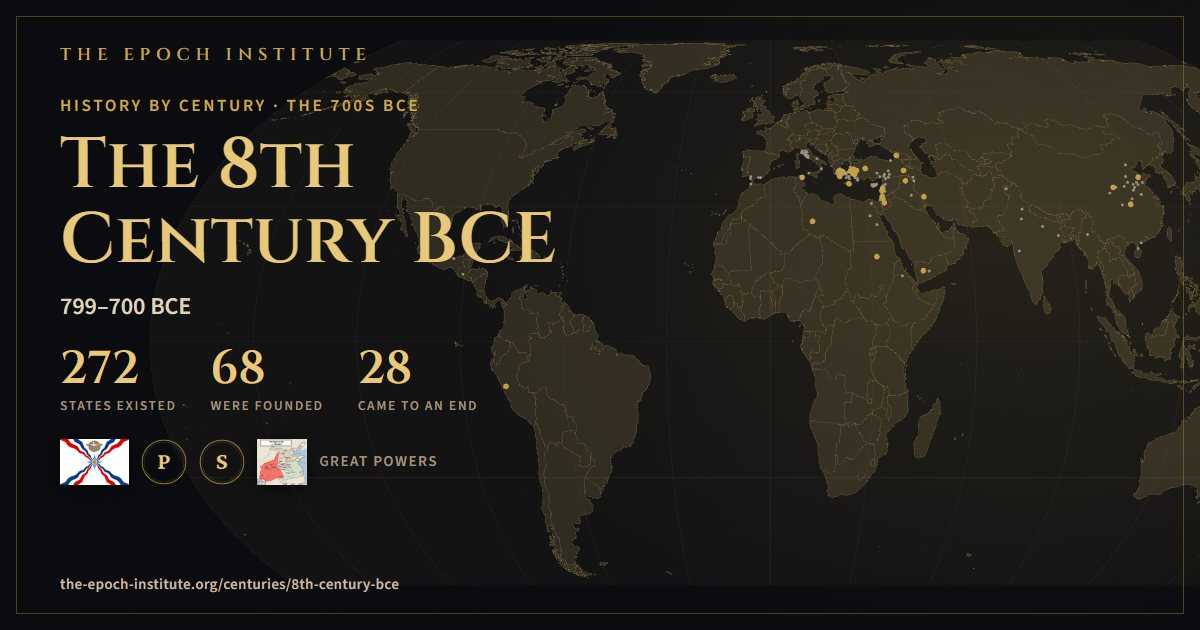 THE EPOCH INSTITUTE
HISTORY BY CENTURY · THE 700S BCE
THE 8TH
CENTURY BCE
799–700 BCE
272 68 28
STATES EXISTED WERE FOUNDED CAME TO AN END
P S GREAT POWERS
the-epoch-institute.org/centuries/8th-century-bce